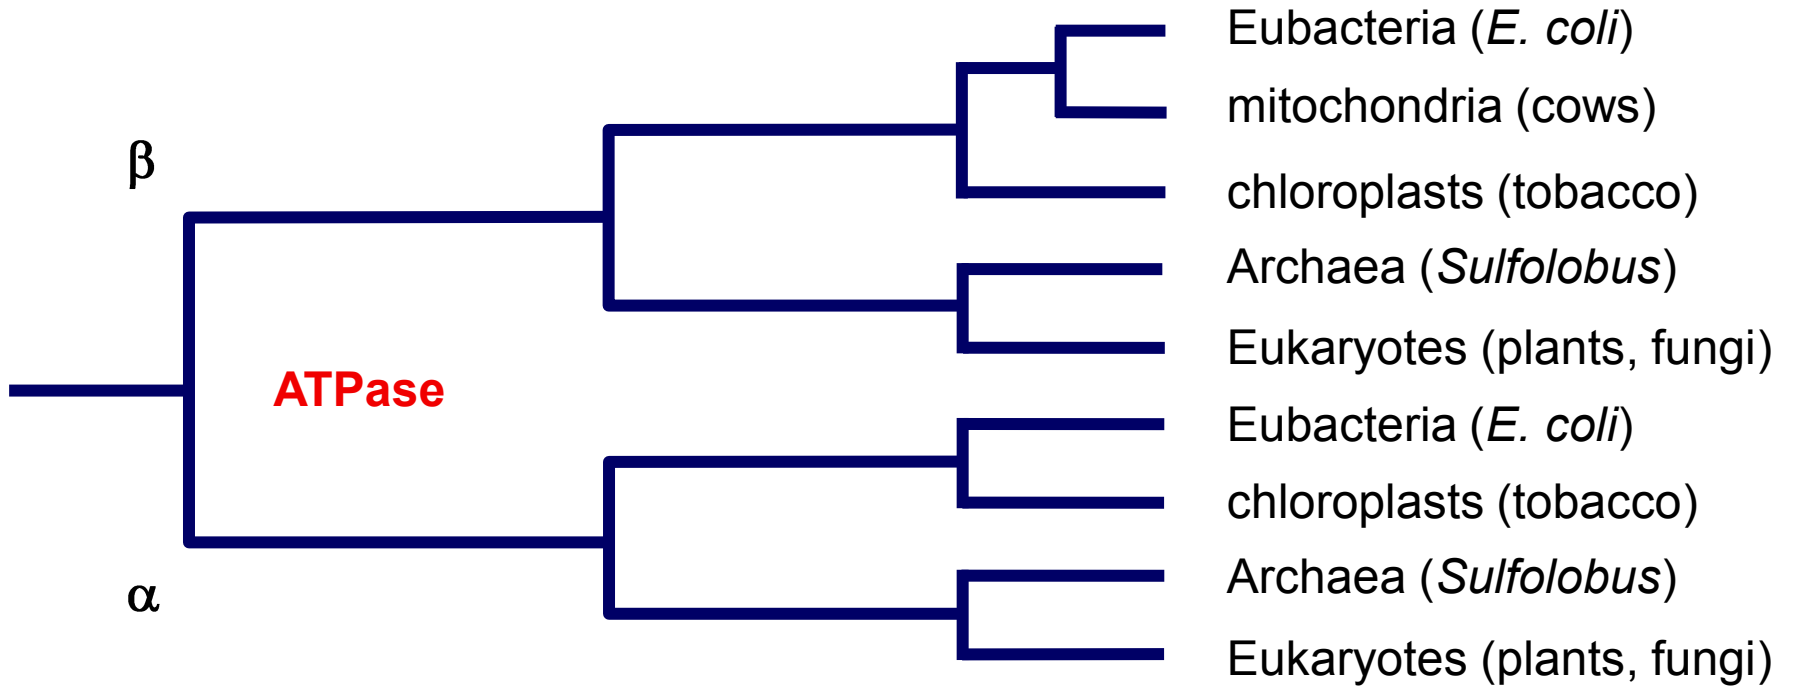 Eubacteria (E. coli)
mitochondria (cows)
β
chloroplasts (tobacco)
Archaea (Sulfolobus)
Eukaryotes (plants, fungi)
ATPase
Eubacteria (E. coli)
chloroplasts (tobacco)
Archaea (Sulfolobus)
α
Eukaryotes (plants, fungi)